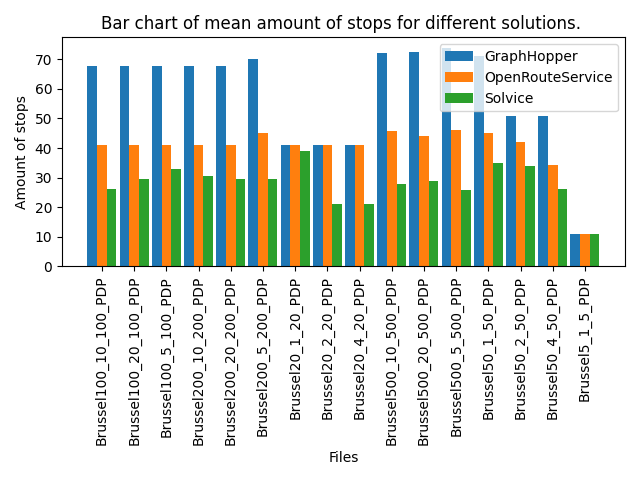 Bar chart of mean amount of stops for different solutions.
GraphHopper
OpenRouteService
Solvice
Amount of stops
70
60
50
40
30
20
10
0
Brussel100_10_100_PDP
Brussel100_20_100_PDP
Brussel100_5_100_PDP
Brussel200_10_200_PDP
Brussel200_20_200_PDP
Brussel200_5_200_PDP
Brussel20_1_20_PDP
Brussel20_2_20_PDP
Brussel20_4_20_PDP
Brussel500_10_500_PDP
Brussel500_20_500_PDP
Brussel500_5_500_PDP
Brussel50_1_50_PDP
Brussel50_2_50_PDP
Brussel50_4_50_PDP
Brussel5_1_5_PDP
Files